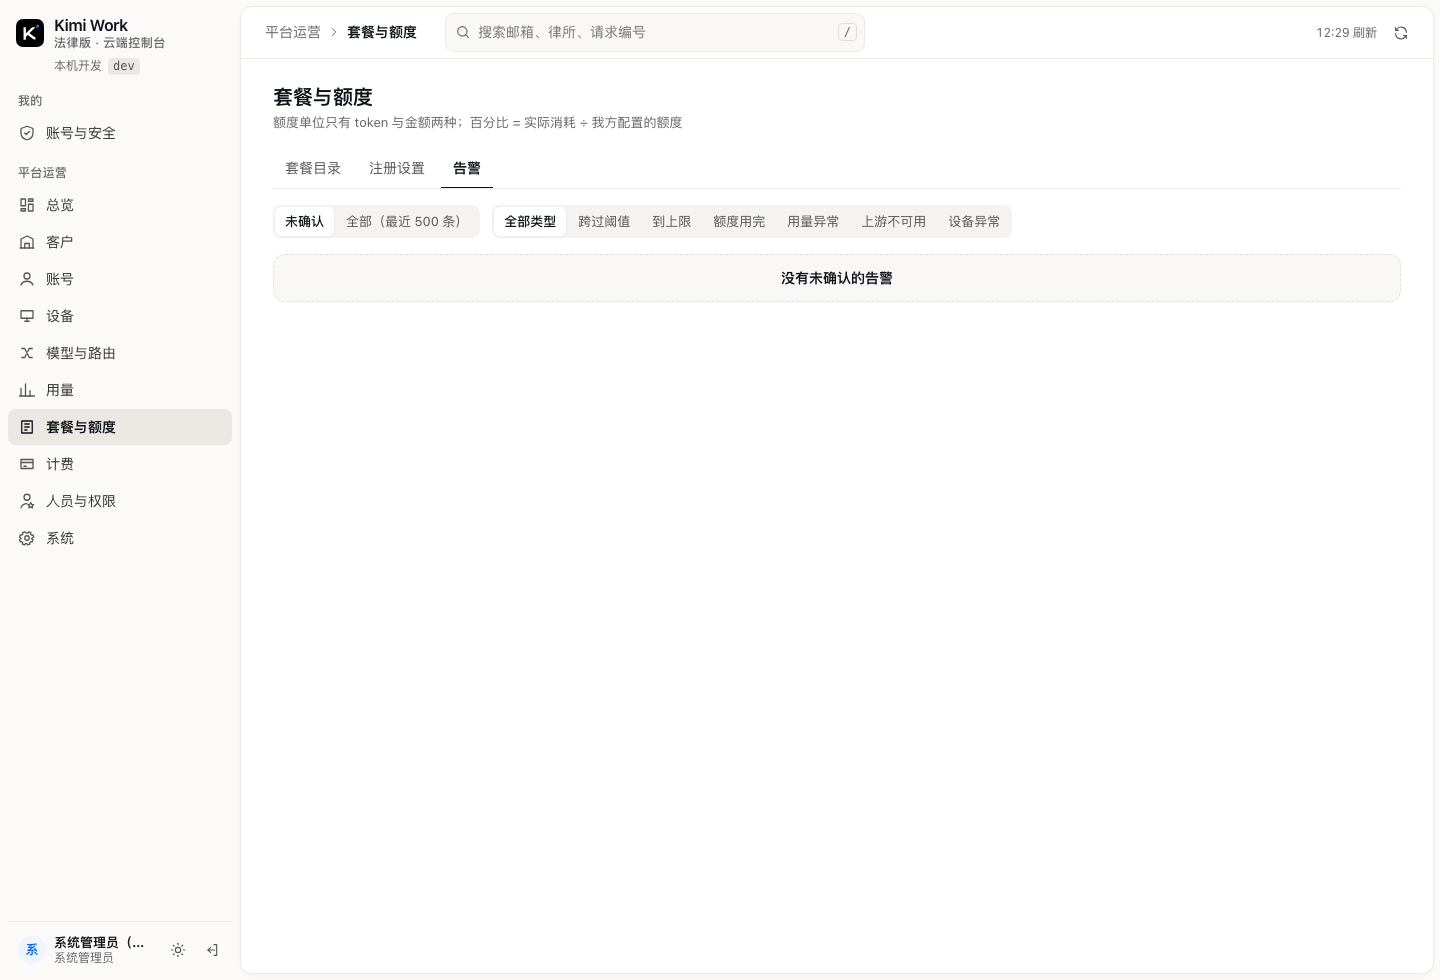 Kimi Work
法律版 · 云端控制台
本机开发 dev
我的
账号与安全
平台运营
总览
客户
账号
设备
模型与路由
用量
套餐与额度
计费
人员与权限
系统
系统管理员（...
系统管理员
平台运营 > 套餐与额度
搜索邮箱、律所、请求编号 /
12:29 刷新
套餐与额度
额度单位只有 token 与金额两种；百分比 = 实际消耗 ÷ 我方配置的额度
套餐目录 注册设置 告警
未确认 全部（最近 500 条） 全部类型 跨过阈值 到上限 额度用完 用量异常 上游不可用 设备异常
没有未确认的告警